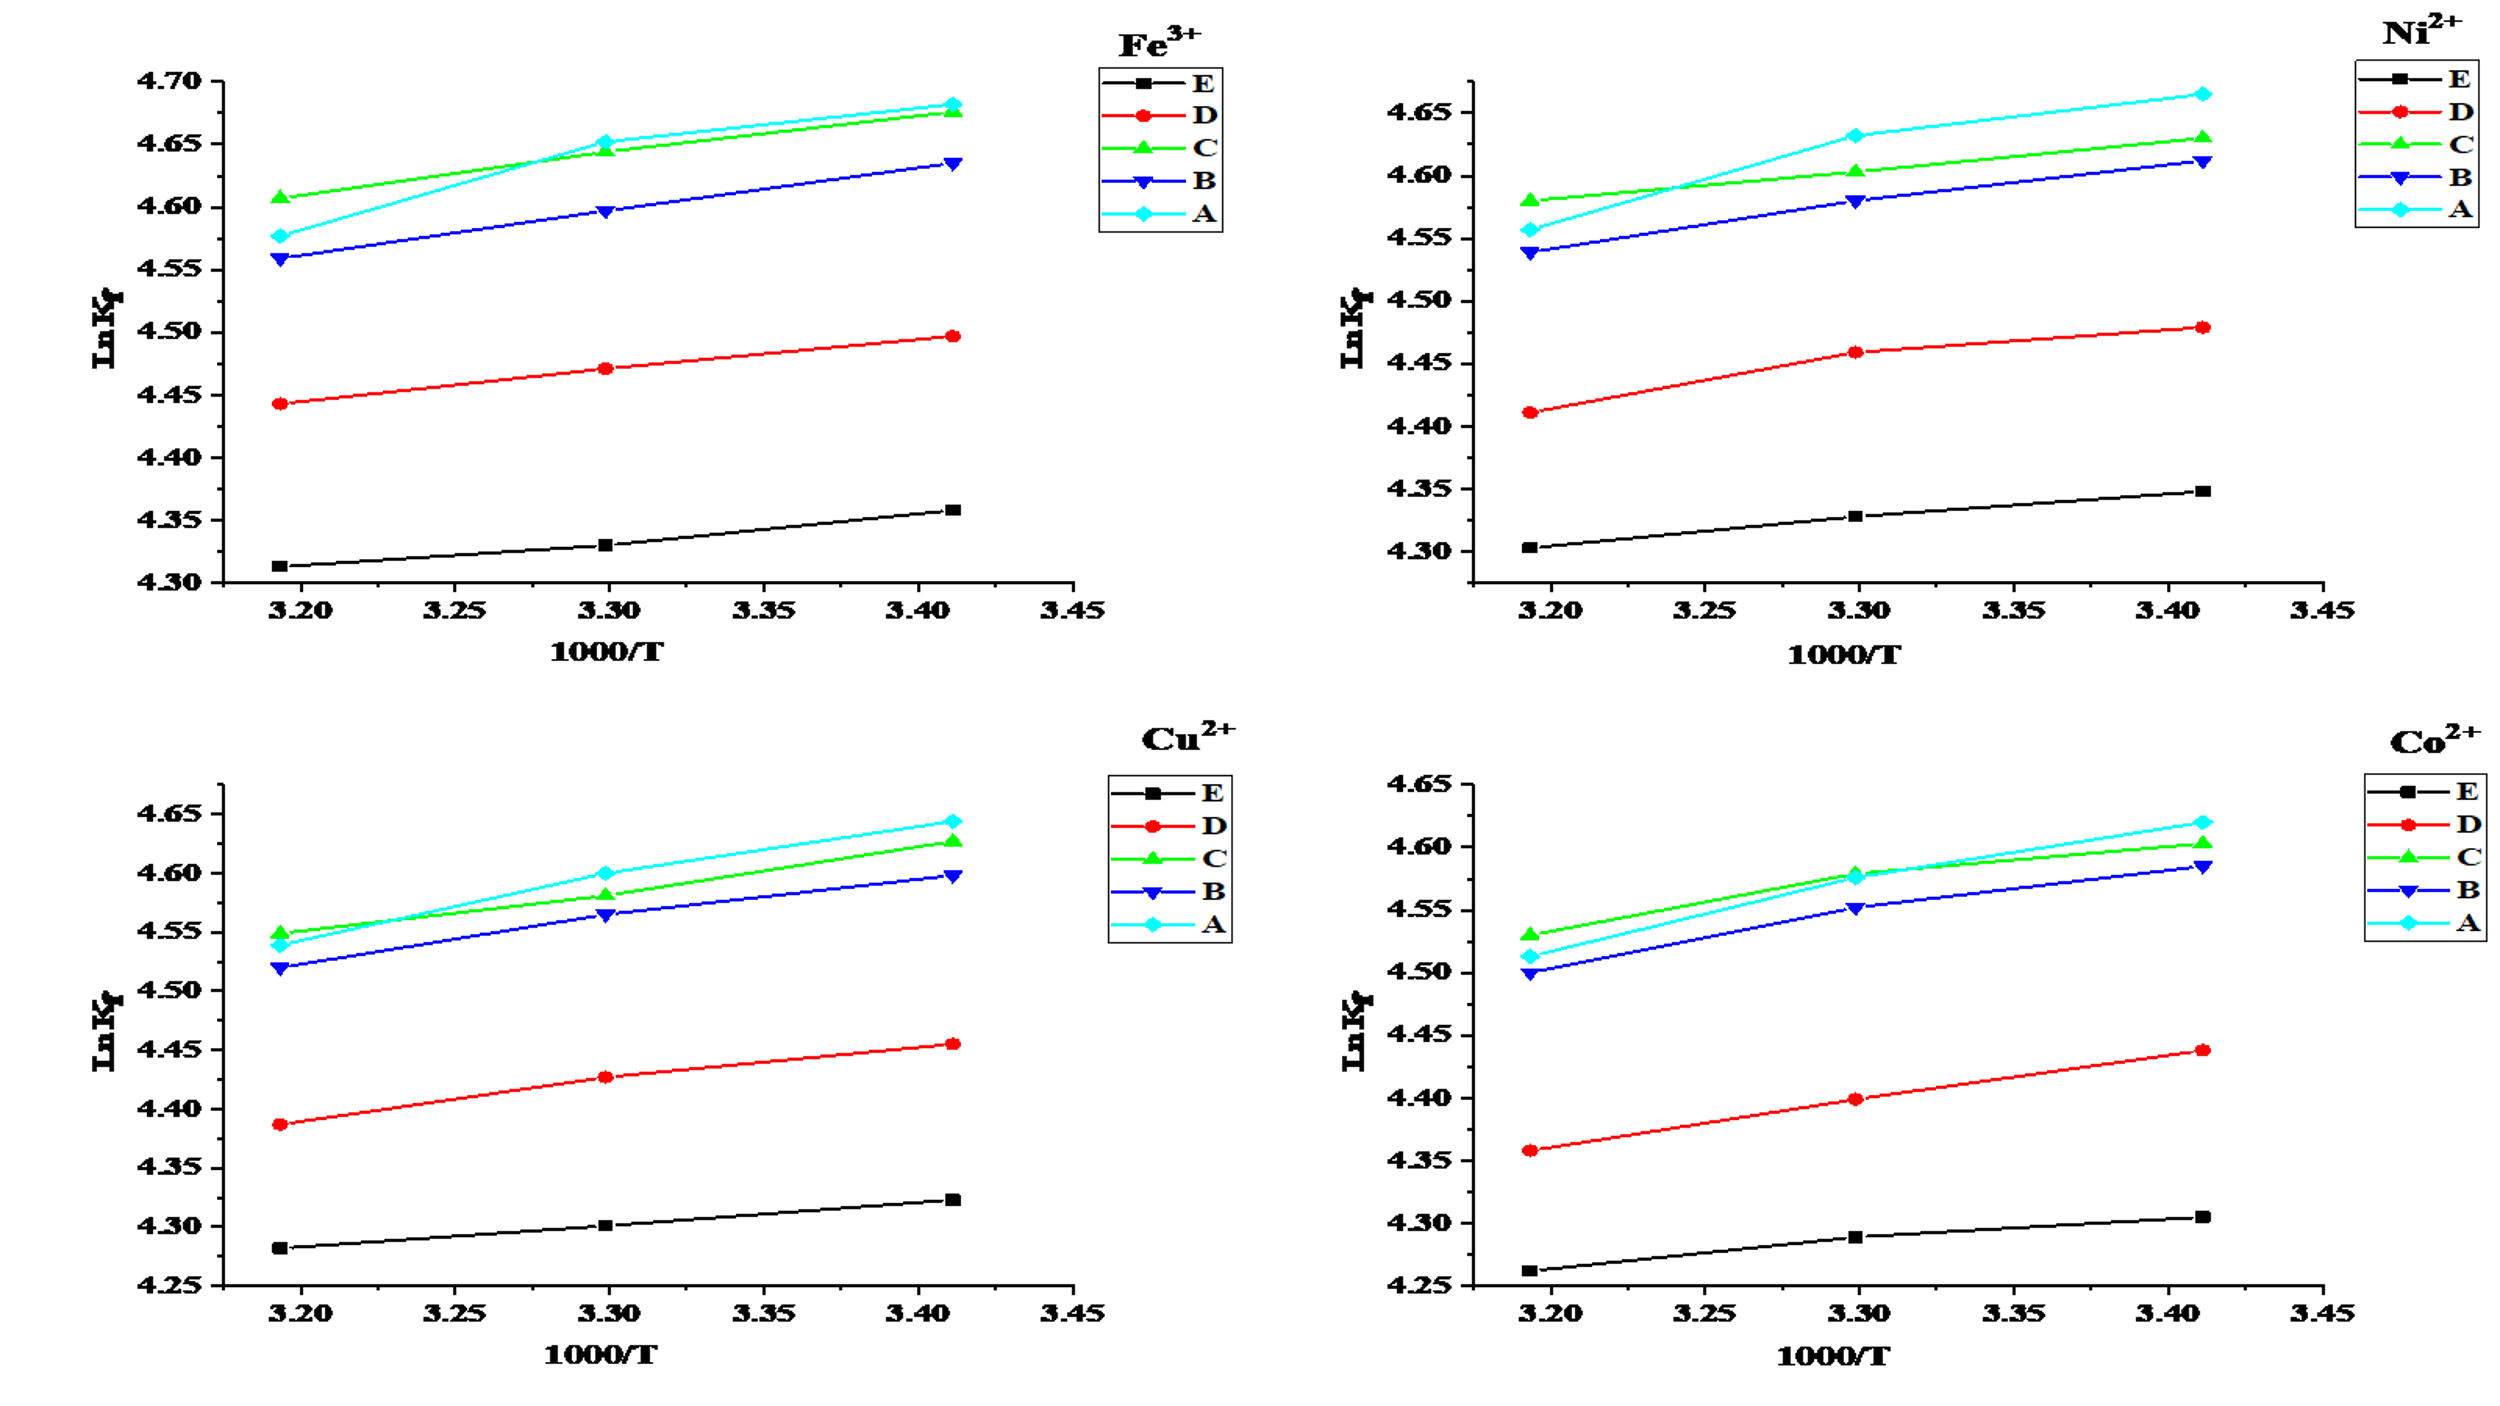 Fe3+
E
D
C
B
A
4.70
4.65
4.60
4.55
4.50
4.45
4.40
4.35
4.30
LnKf
3.20 3.25 3.30 3.35 3.40 3.45
1000/T
Ni2+
E
D
C
B
A
4.65
4.60
4.55
4.50
4.45
4.40
4.35
4.30
LnKf
3.20 3.25 3.30 3.35 3.40 3.45
1000/T
Cu2+
E
D
C
B
A
4.65
4.60
4.55
4.50
4.45
4.40
4.35
4.30
4.25
LnKf
3.20 3.25 3.30 3.35 3.40 3.45
1000/T
Co2+
E
D
C
B
A
4.65
4.60
4.55
4.50
4.45
4.40
4.35
4.30
4.25
LnKf
3.20 3.25 3.30 3.35 3.40 3.45
1000/T